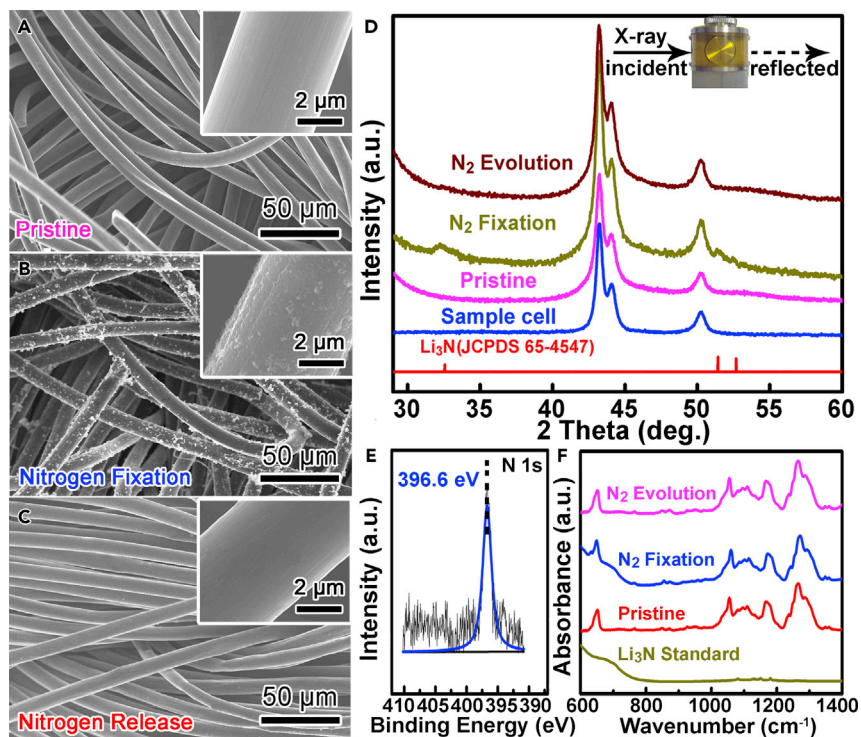 A
2 μm
50 μm
Pristine
B
2 μm
50 μm
Nitrogen Fixation
C
2 μm
50 μm
Nitrogen Release
D
X-ray
incident
reflected
N₂ Evolution
N₂ Fixation
Pristine
Sample cell
Li₃N(JCPDS 65-4547)
Intensity (a.u.)
30 35 40 45 50 55 60
2 Theta (deg.)
E
N 1s
396.6 eV
Intensity (a.u.)
410 405 400 395 390
Binding Energy (eV)
F
N₂ Evolution
N₂ Fixation
Pristine
Li₃N Standard
Absorbance (a.u.)
600 800 1000 1200 1400
Wavenumber (cm⁻¹)